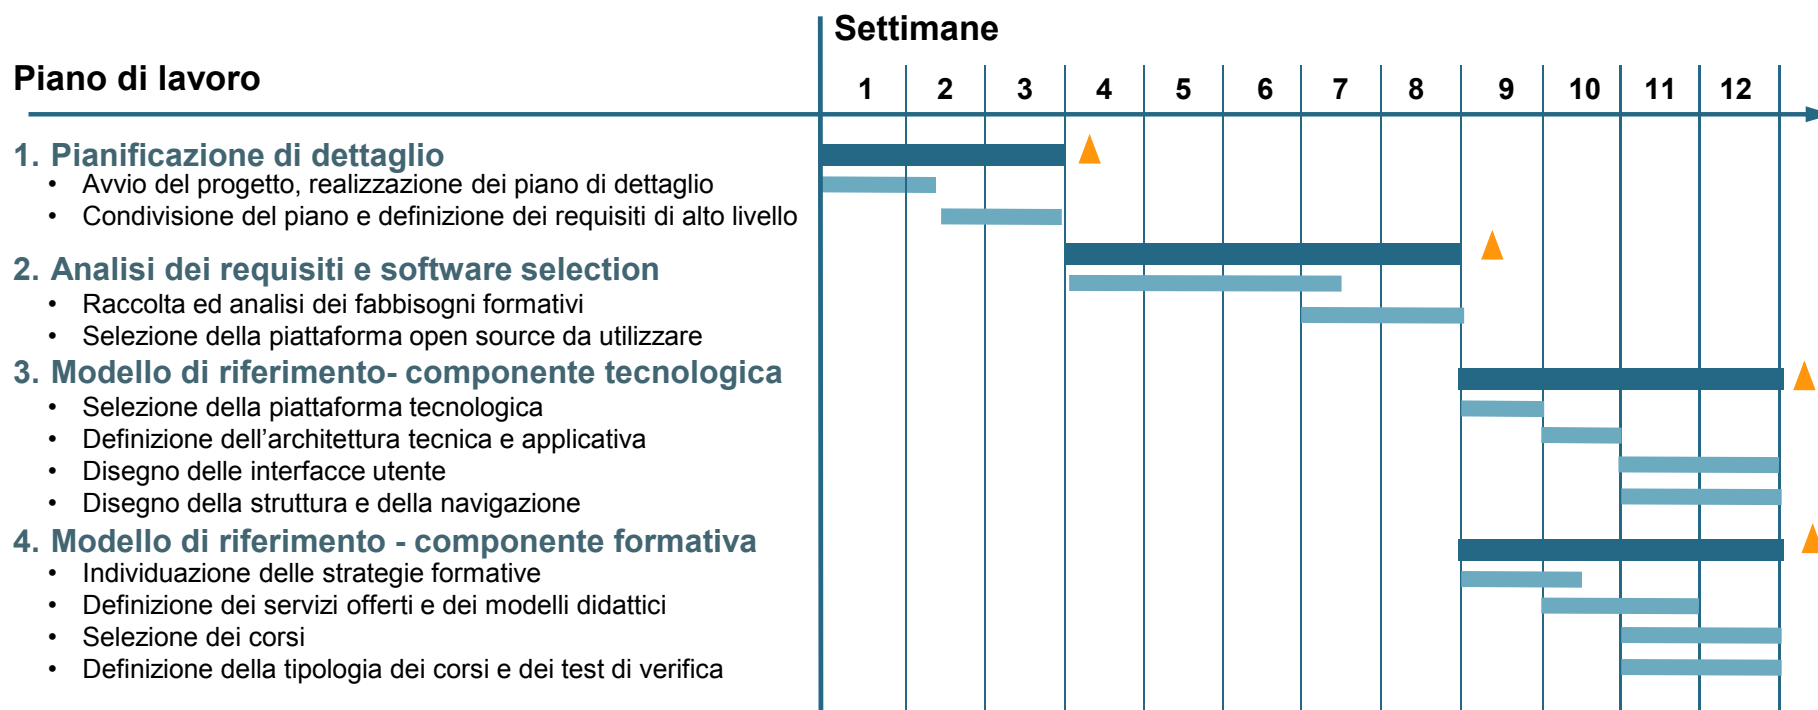 Settimane
Piano di lavoro
1 2 3 4 5 6 7 8 9 10 11 12
1. Pianificazione di dettaglio
• Avvio del progetto, realizzazione dei piano di dettaglio
• Condivisione del piano e definizione dei requisiti di alto livello
2. Analisi dei requisiti e software selection
• Raccolta ed analisi dei fabbisogni formativi
• Selezione della piattaforma open source da utilizzare
3. Modello di riferimento- componente tecnologica
• Selezione della piattaforma tecnologica
• Definizione dell’architettura tecnica e applicativa
• Disegno delle interfacce utente
• Disegno della struttura e della navigazione
4. Modello di riferimento - componente formativa
• Individuazione delle strategie formative
• Definizione dei servizi offerti e dei modelli didattici
• Selezione dei corsi
• Definizione della tipologia dei corsi e dei test di verifica